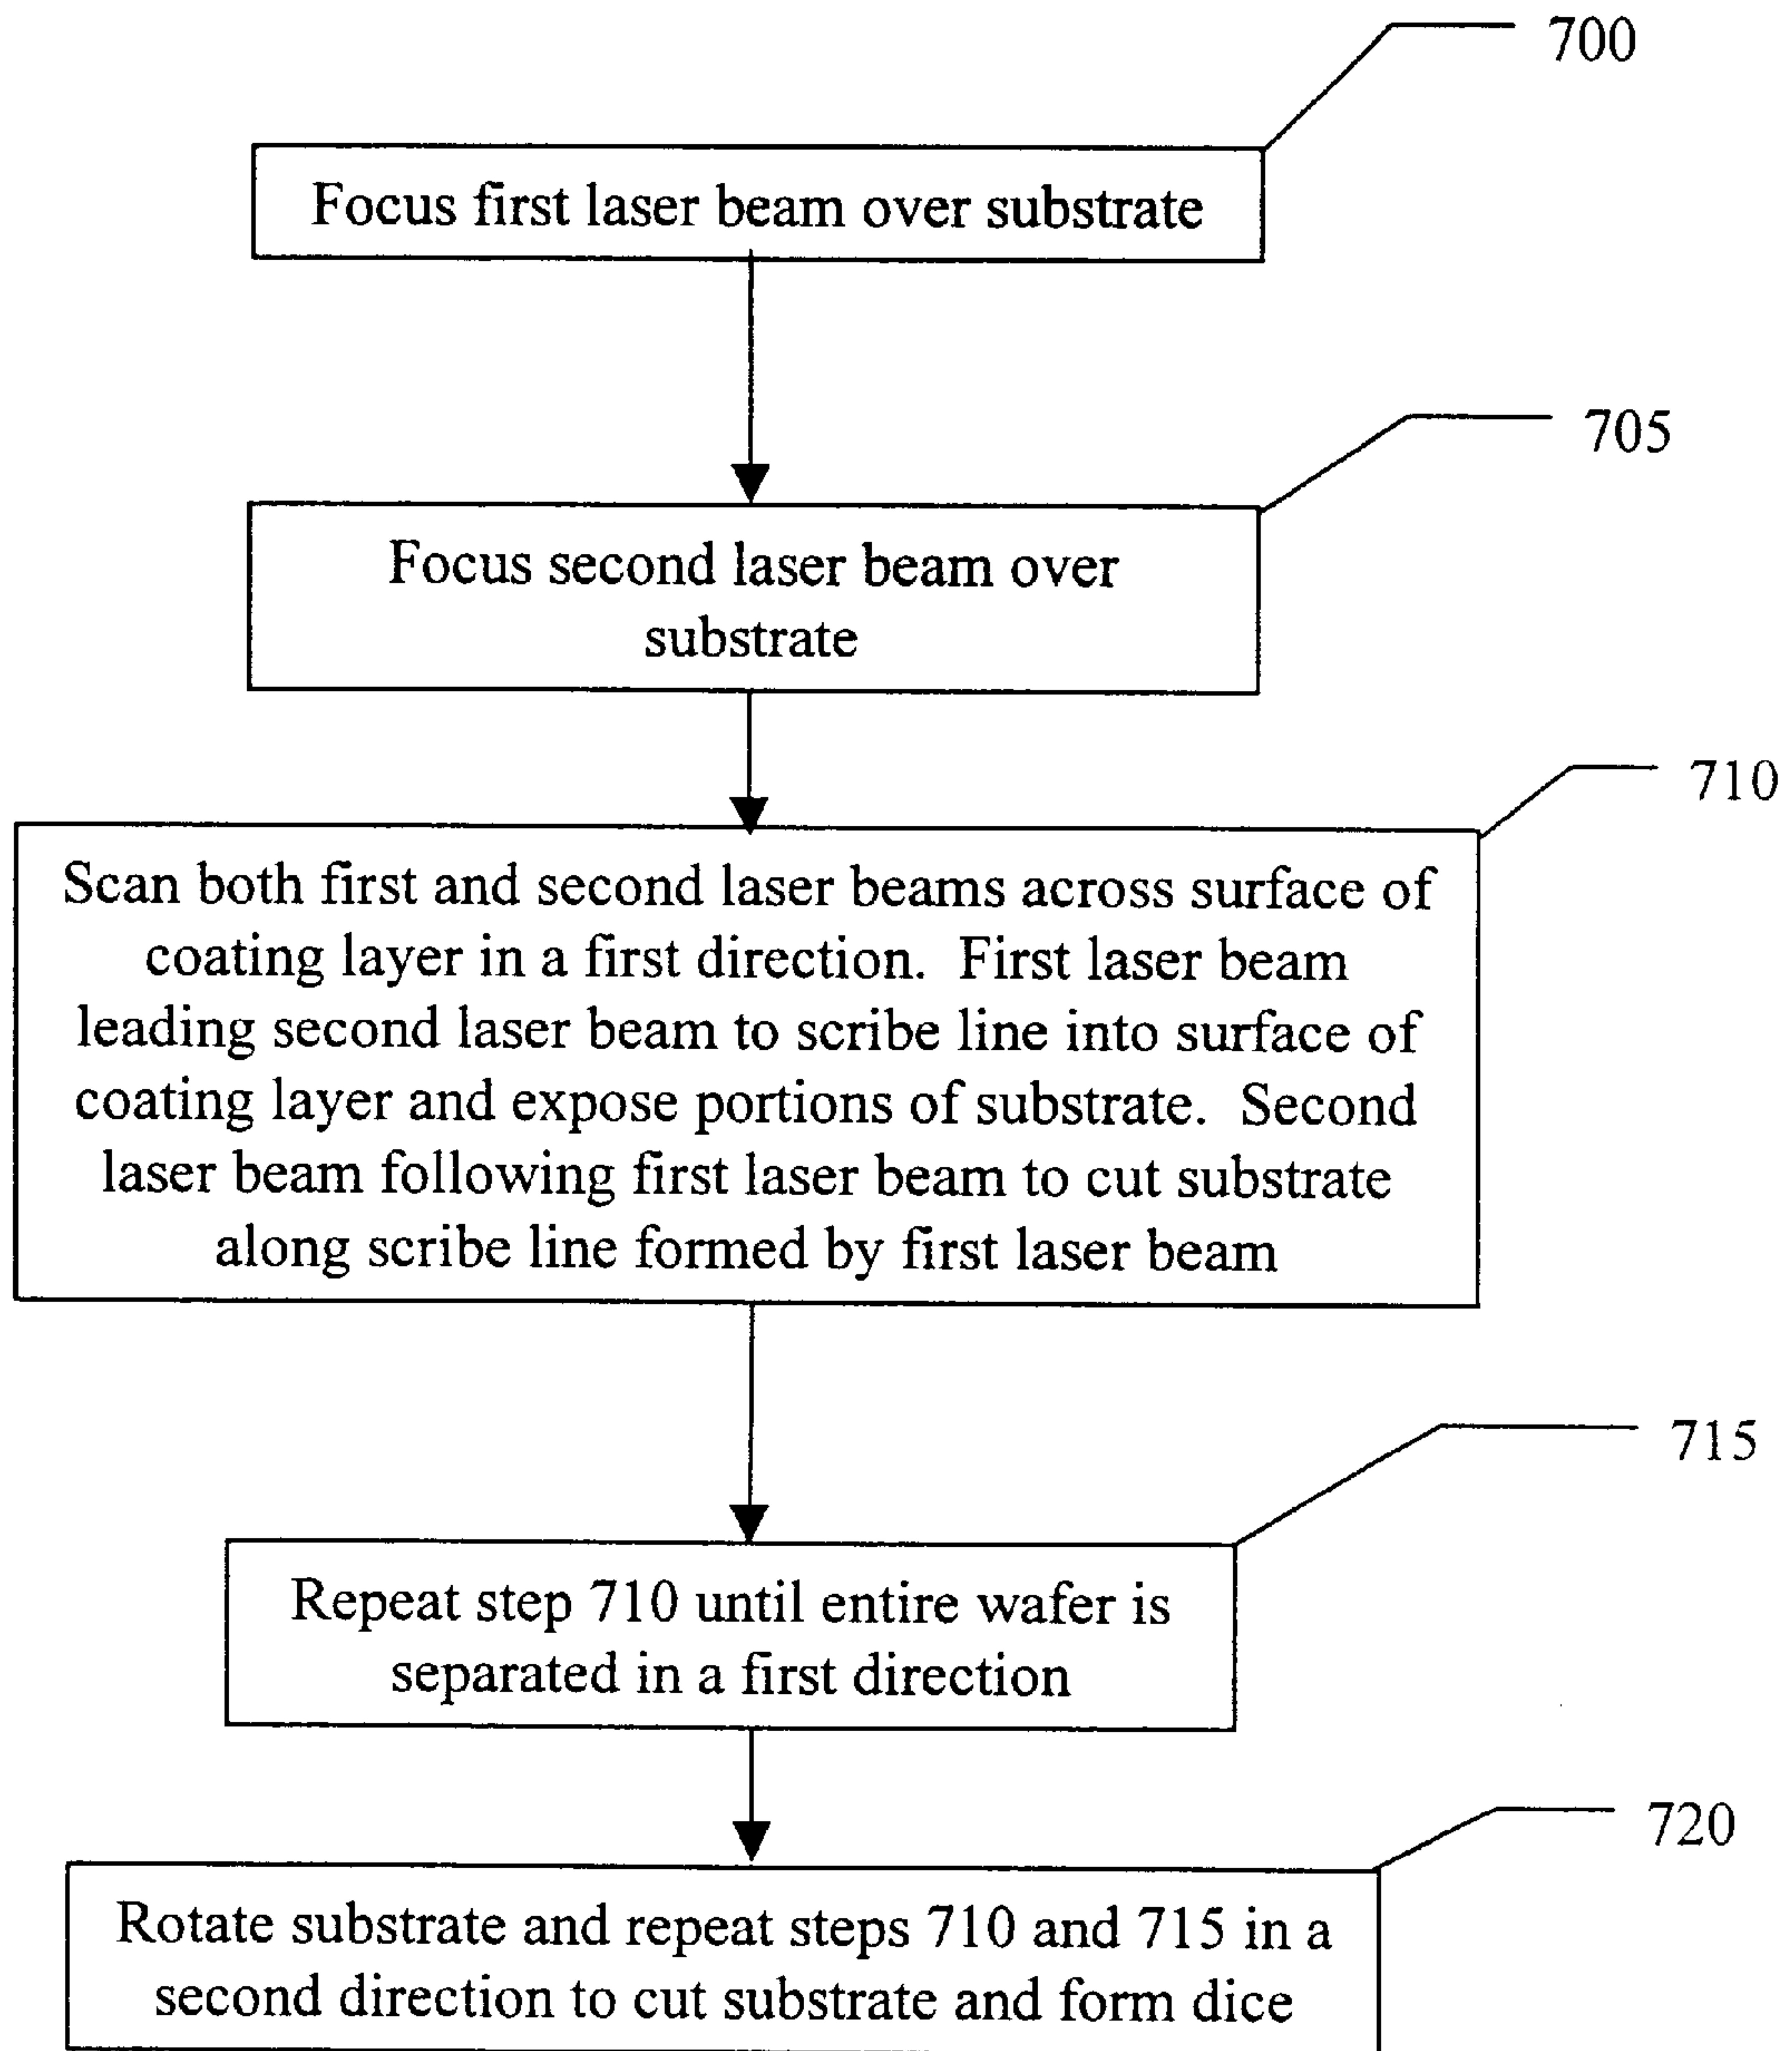 700
Focus first laser beam over substrate
705
Focus second laser beam over
substrate
710
Scan both first and second laser beams across surface of
coating layer in a first direction. First laser beam
leading second laser beam to scribe line into surface of
coating layer and expose portions of substrate. Second
laser beam following first laser beam to cut substrate
along scribe line formed by first laser beam
715
Repeat step 710 until entire wafer is
separated in a first direction
720
Rotate substrate and repeat steps 710 and 715 in a
second direction to cut substrate and form dice